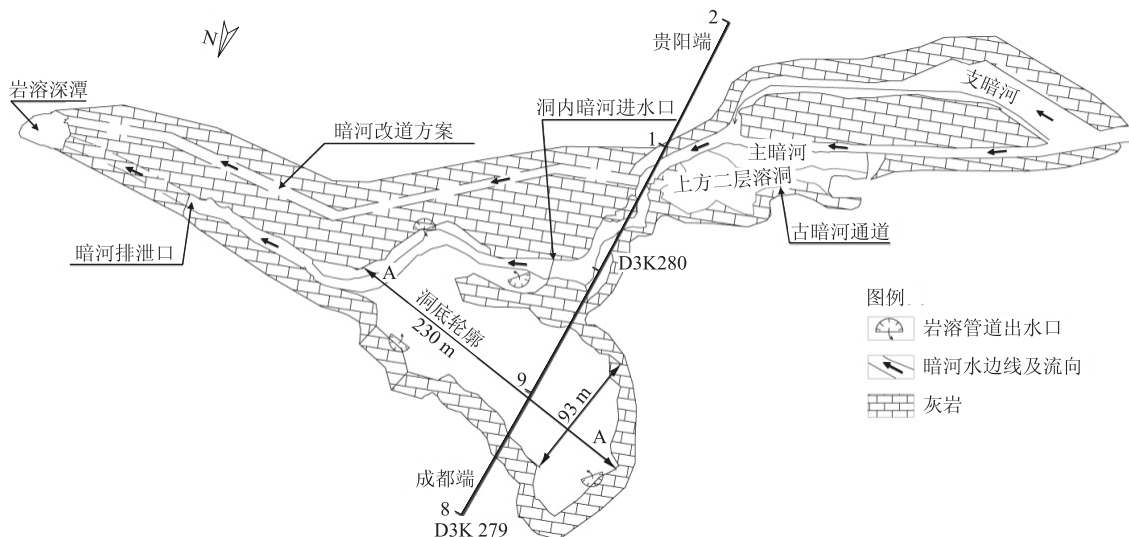 2
贵阳端
N
岩溶深潭
支暗河
洞内暗河进水口
暗河改道方案
1
主暗河
上方二层溶洞
古暗河通道
暗河排泄口
D3K280
A
洞底轮廓
230 m
图例
岩溶管道出水口
暗河水边线及流向
灰岩
9
93 m
A
成都端
8
D3K 279